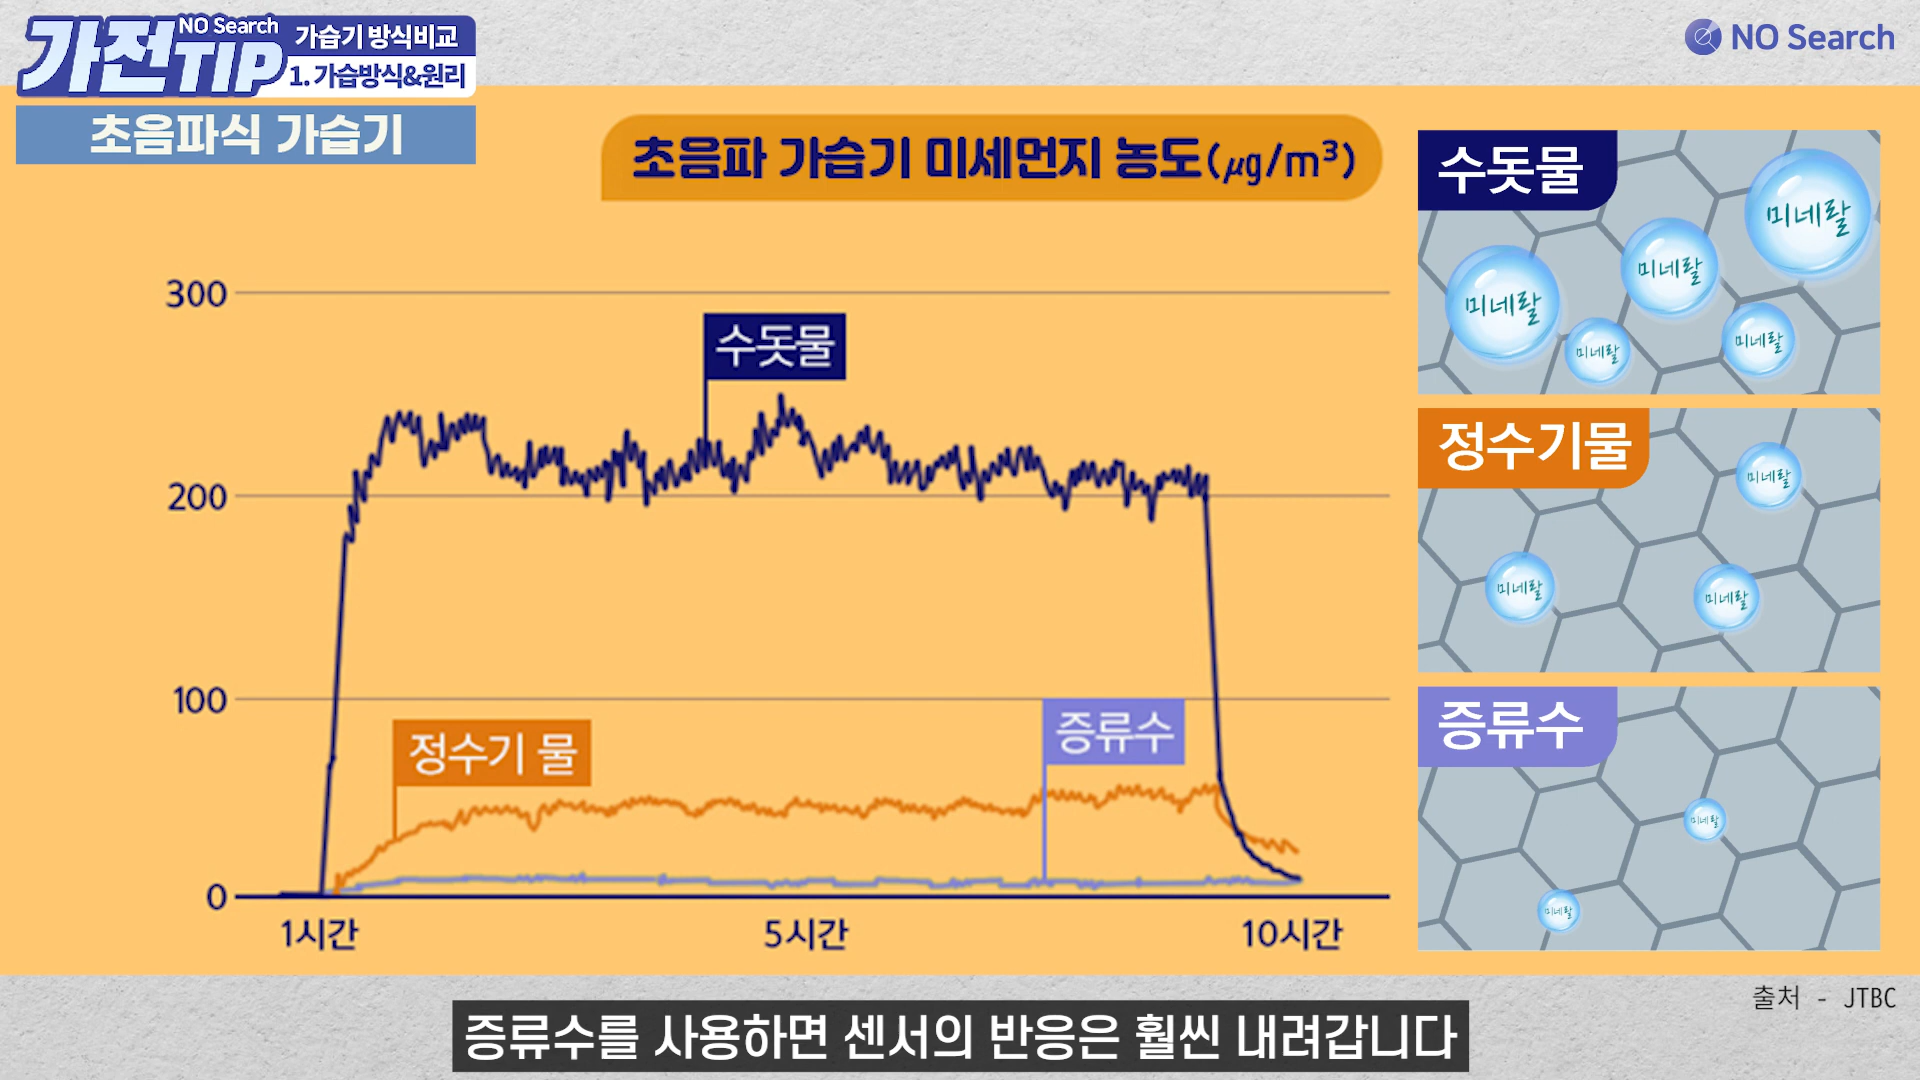 가전TIP
NO Search
가습기 방식비교
1. 가습방식&원리
NO Search
초음파식 가습기
초음파 가습기 미세먼지 농도(㎍/m³)
300
200
100
0
수돗물
정수기 물
증류수
1시간
5시간
10시간
수돗물
미네랄
미네랄
미네랄
미네랄
미네랄
정수기물
미네랄
미네랄
미네랄
증류수
미네랄
미네랄
출처 - JTBC
증류수를 사용하면 센서의 반응은 훨씬 내려갑니다